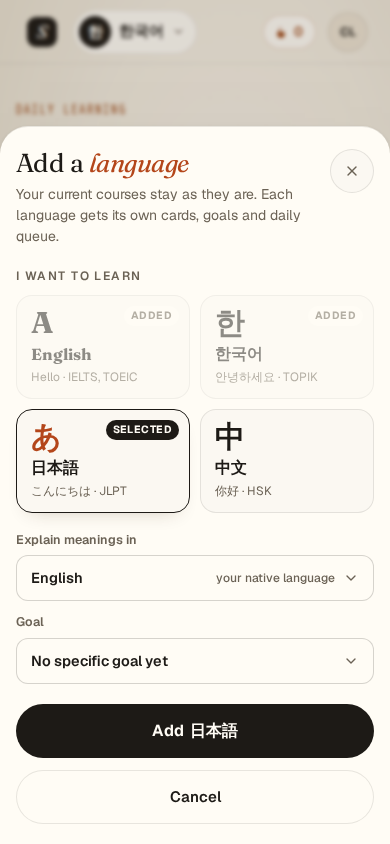 S 한 한국어 0 CL
DAILY LEARNING
Add a language
Your current courses stay as they are. Each
language gets its own cards, goals and daily
queue.
I WANT TO LEARN
A ADDED
English
Hello · IELTS, TOEIC
한 ADDED
한국어
안녕하세요 · TOPIK
あ SELECTED
日本語
こんにちは · JLPT
中
中文
你好 · HSK
Explain meanings in
English your native language
Goal
No specific goal yet
Add 日本語
Cancel